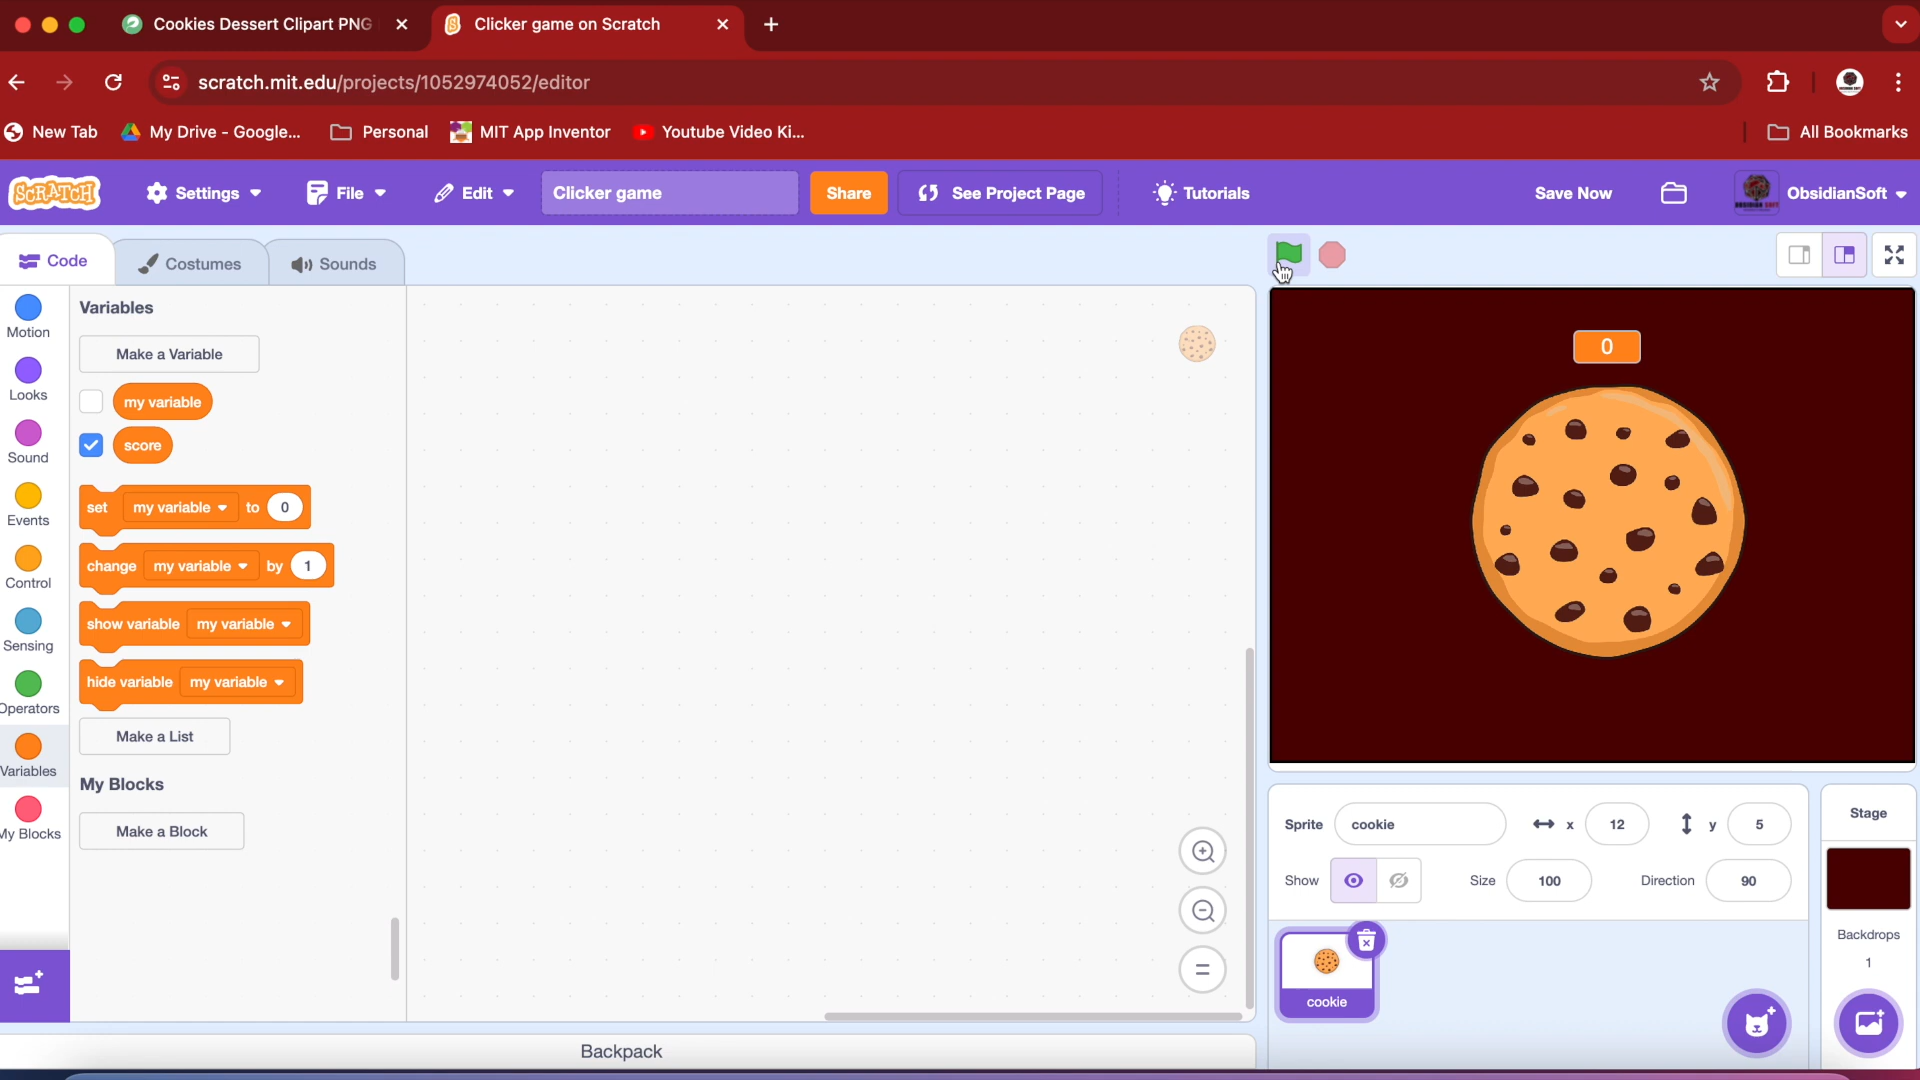 Cookies Dessert Clipart PNG
Clicker game on Scratch
scratch.mit.edu/projects/1052974052/editor
New Tab
My Drive - Google...
Personal
MIT App Inventor
Youtube Video Ki...
All Bookmarks
SCRATCH
Settings
File
Edit
Clicker game
Share
See Project Page
Tutorials
Save Now
ObsidianSoft
Code
Costumes
Sounds
Motion
Looks
Sound
Events
Control
Sensing
Operators
Variables
My Blocks
Variables
Make a Variable
my variable
score
set my variable to 0
change my variable by 1
show variable my variable
hide variable my variable
Make a List
My Blocks
Make a Block
Backpack
0
Sprite cookie x 12 y 5
Show Size 100 Direction 90
cookie
Stage
Backdrops
1